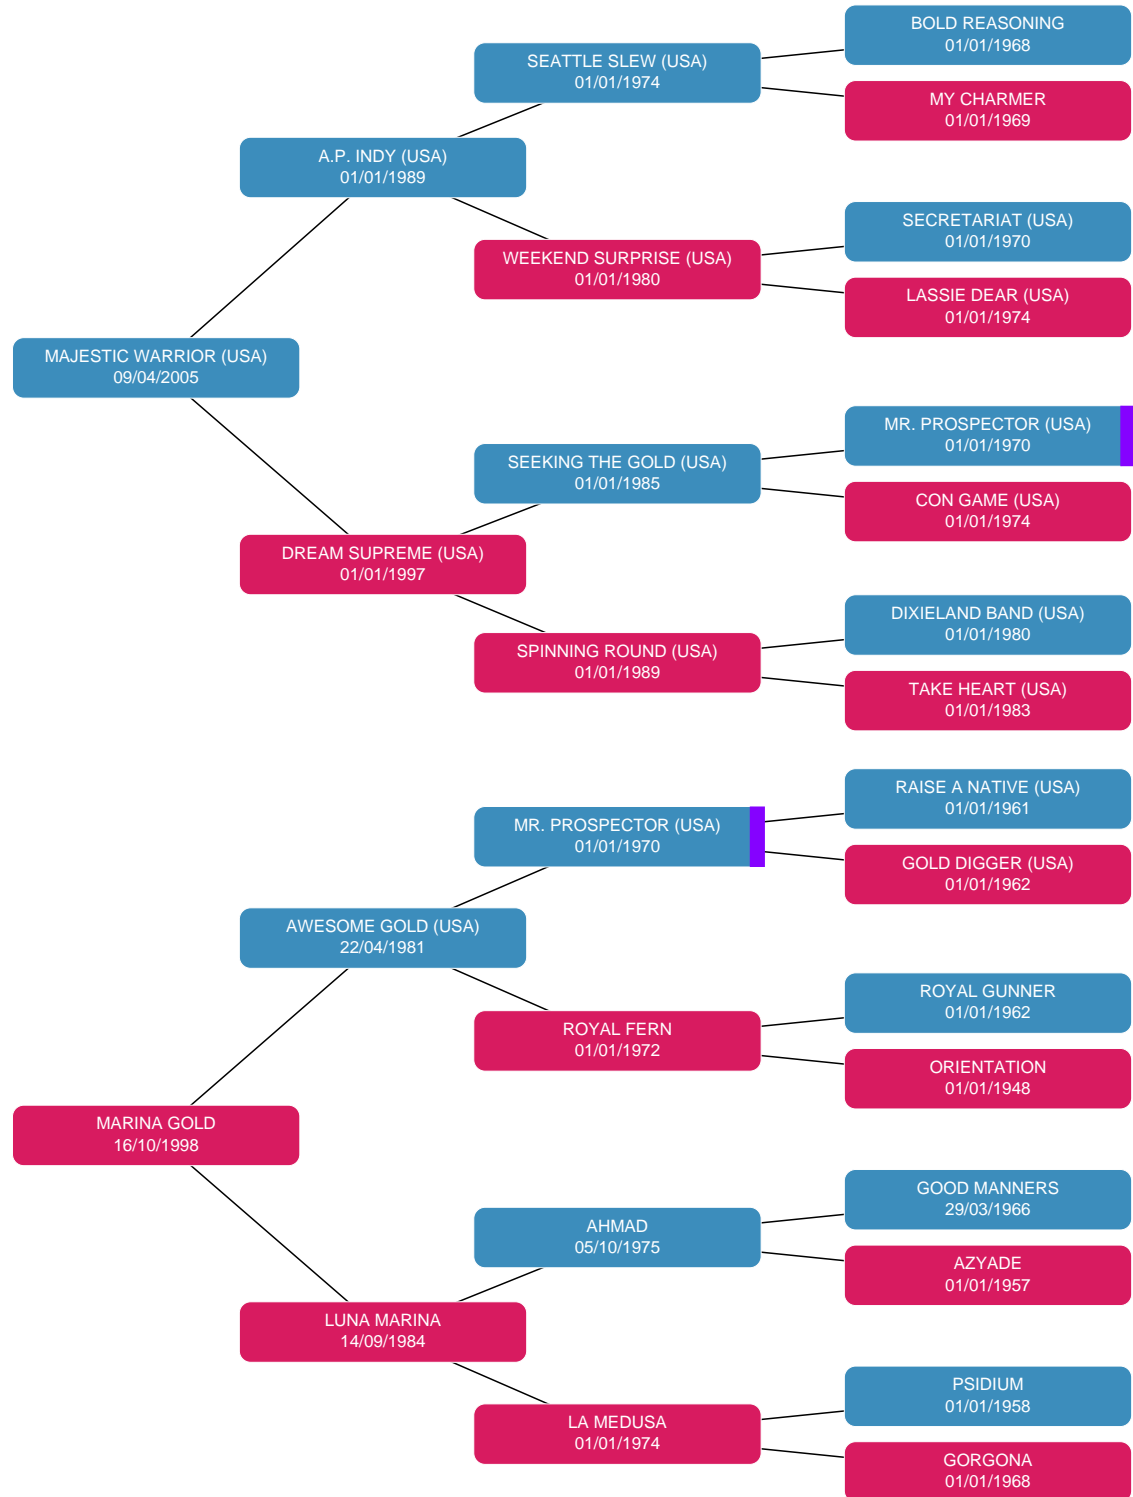 BOLD REASONING
01/01/1968
SEATTLE SLEW (USA)
01/01/1974
MY CHARMER
01/01/1969
A.P. INDY (USA)
01/01/1989
SECRETARIAT (USA)
01/01/1970
WEEKEND SURPRISE (USA)
01/01/1980
LASSIE DEAR (USA)
01/01/1974
MAJESTIC WARRIOR (USA)
09/04/2005
MR. PROSPECTOR (USA)
01/01/1970
SEEKING THE GOLD (USA)
01/01/1985
CON GAME (USA)
01/01/1974
DREAM SUPREME (USA)
01/01/1997
DIXIELAND BAND (USA)
01/01/1980
SPINNING ROUND (USA)
01/01/1989
TAKE HEART (USA)
01/01/1983
RAISE A NATIVE (USA)
01/01/1961
MR. PROSPECTOR (USA)
01/01/1970
GOLD DIGGER (USA)
01/01/1962
AWESOME GOLD (USA)
22/04/1981
ROYAL GUNNER
01/01/1962
ROYAL FERN
01/01/1972
ORIENTATION
01/01/1948
MARINA GOLD
16/10/1998
GOOD MANNERS
29/03/1966
AHMAD
05/10/1975
AZYADE
01/01/1957
LUNA MARINA
14/09/1984
PSIDIUM
01/01/1958
LA MEDUSA
01/01/1974
GORGONA
01/01/1968